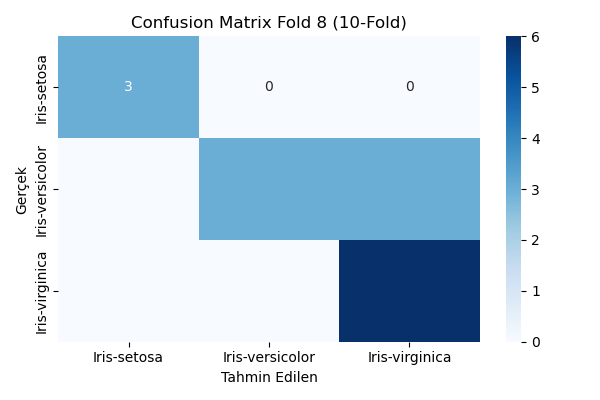 Confusion Matrix Fold 8 (10-Fold)
Iris-setosa
3 0 0
Iris-versicolor
Iris-virginica
Gerçek
Iris-setosa Iris-versicolor Iris-virginica
Tahmin Edilen
6
5
4
3
2
1
0